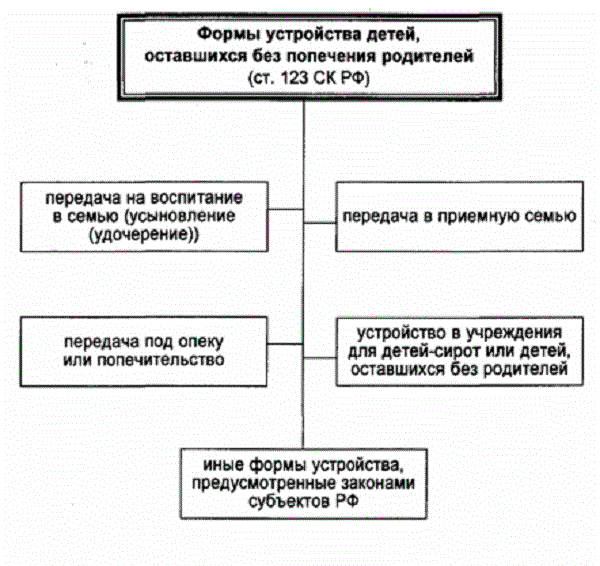 Формы устройства детей,
оставшихся без попечения родителей
(ст. 123 СК РФ)
передача на воспитание
в семью (усыновление
(удочерение))
передача в приемную семью
передача под опеку
или попечительство
устройство в учреждения
для детей-сирот или детей,
оставшихся без родителей
иные формы устройства,
предусмотренные законами
субъектов РФ